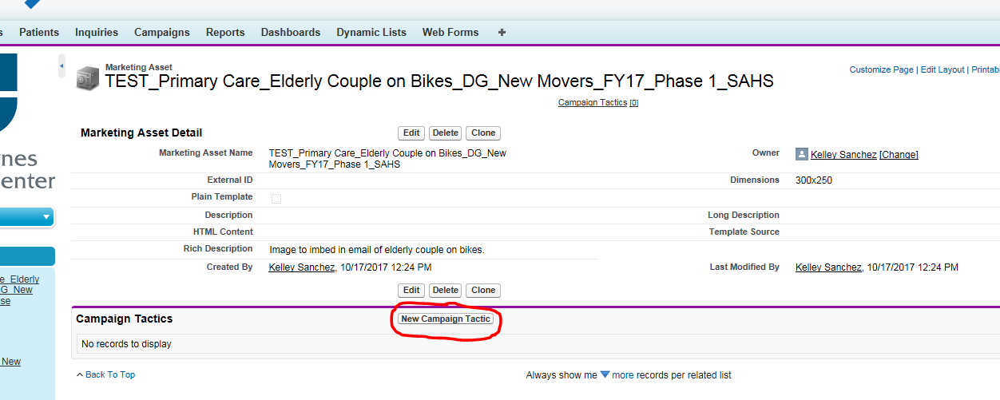 s Patients Inquiries Campaigns Reports Dashboards Dynamic Lists Web Forms +
Marketing Asset
TEST_Primary Care_Elderly Couple on Bikes_DG_New Movers_FY17_Phase 1_SAHS
Customize Page | Edit Layout | Printabl
Campaign Tactics [0]
Marketing Asset Detail Edit Delete Clone
Marketing Asset Name TEST_Primary Care_Elderly Couple on Bikes_DG_New
Movers_FY17_Phase 1_SAHS
Owner Kelley Sanchez [Change]
External ID Dimensions 300x250
Plain Template
Description Long Description
HTML Content Template Source
Rich Description Image to imbed in email of elderly couple on bikes.
Created By Kelley Sanchez, 10/17/2017 12:24 PM Last Modified By Kelley Sanchez, 10/17/2017 12:24 PM
Edit Delete Clone
Campaign Tactics New Campaign Tactic
No records to display
Back To Top Always show me more records per related list
nes
enter
e_Elderly
G_New
se
New